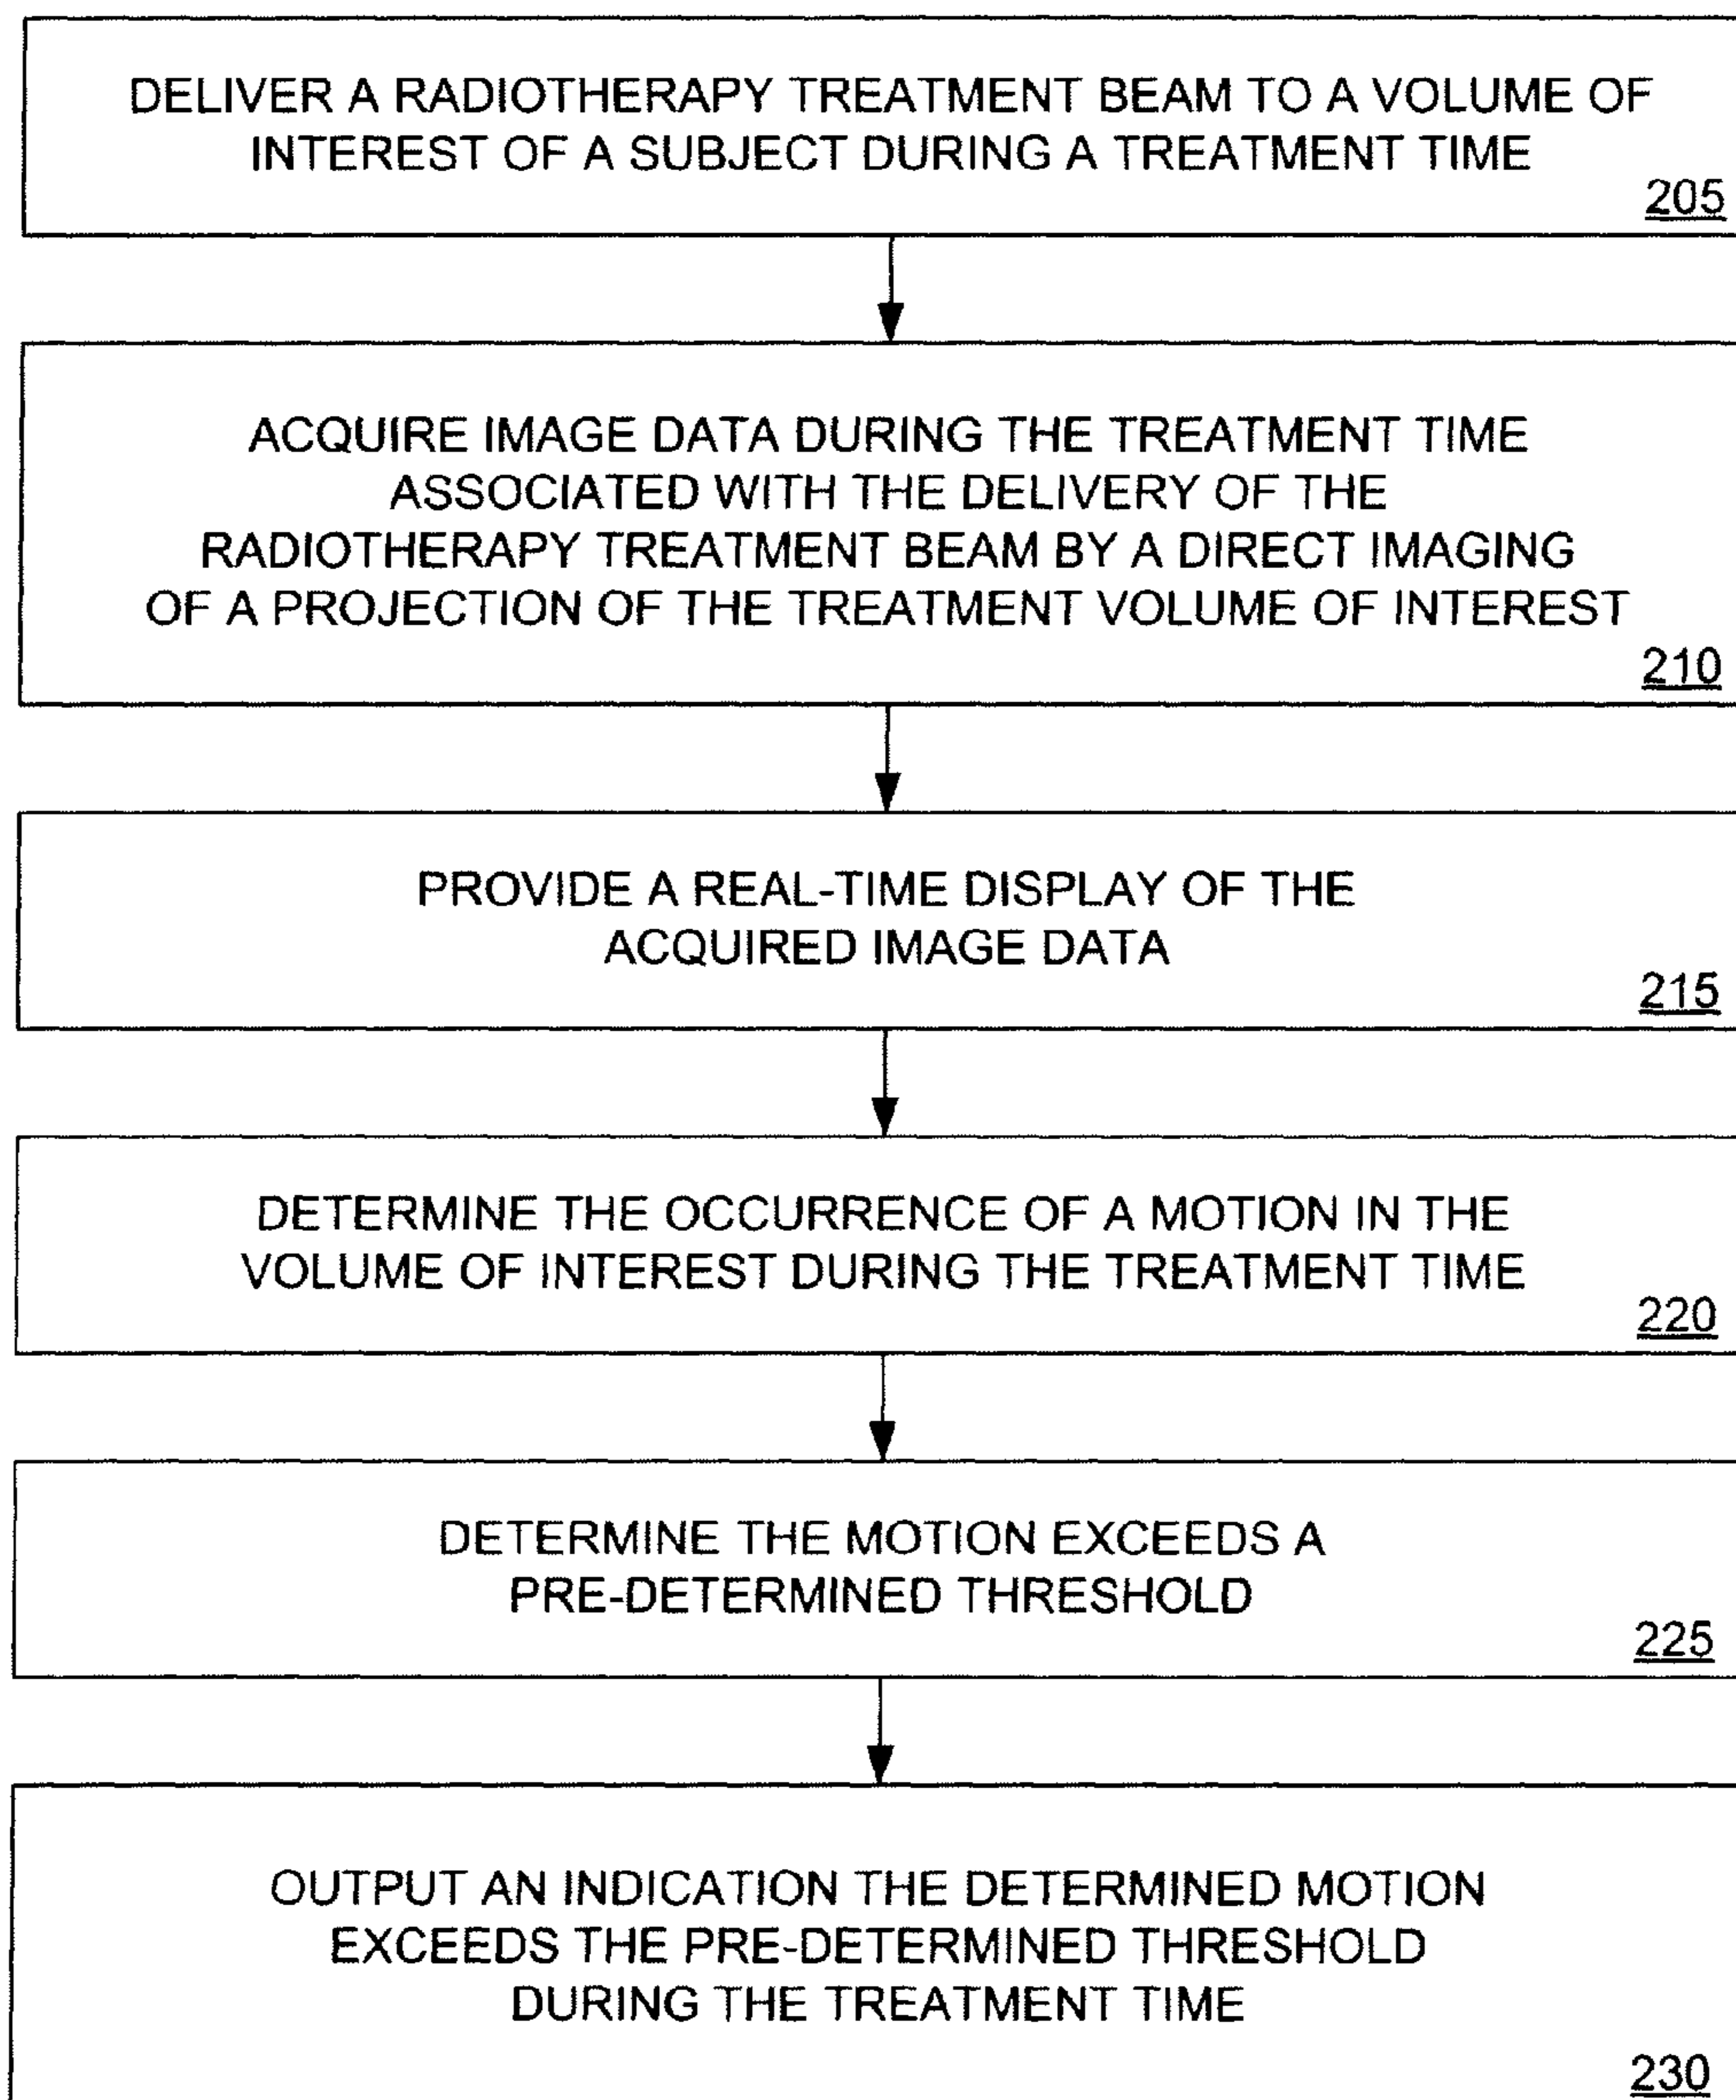 DELIVER A RADIOTHERAPY TREATMENT BEAM TO A VOLUME OF
INTEREST OF A SUBJECT DURING A TREATMENT TIME
205
ACQUIRE IMAGE DATA DURING THE TREATMENT TIME
ASSOCIATED WITH THE DELIVERY OF THE
RADIOTHERAPY TREATMENT BEAM BY A DIRECT IMAGING
OF A PROJECTION OF THE TREATMENT VOLUME OF INTEREST
210
PROVIDE A REAL-TIME DISPLAY OF THE
ACQUIRED IMAGE DATA
215
DETERMINE THE OCCURRENCE OF A MOTION IN THE
VOLUME OF INTEREST DURING THE TREATMENT TIME
220
DETERMINE THE MOTION EXCEEDS A
PRE-DETERMINED THRESHOLD
225
OUTPUT AN INDICATION THE DETERMINED MOTION
EXCEEDS THE PRE-DETERMINED THRESHOLD
DURING THE TREATMENT TIME
230